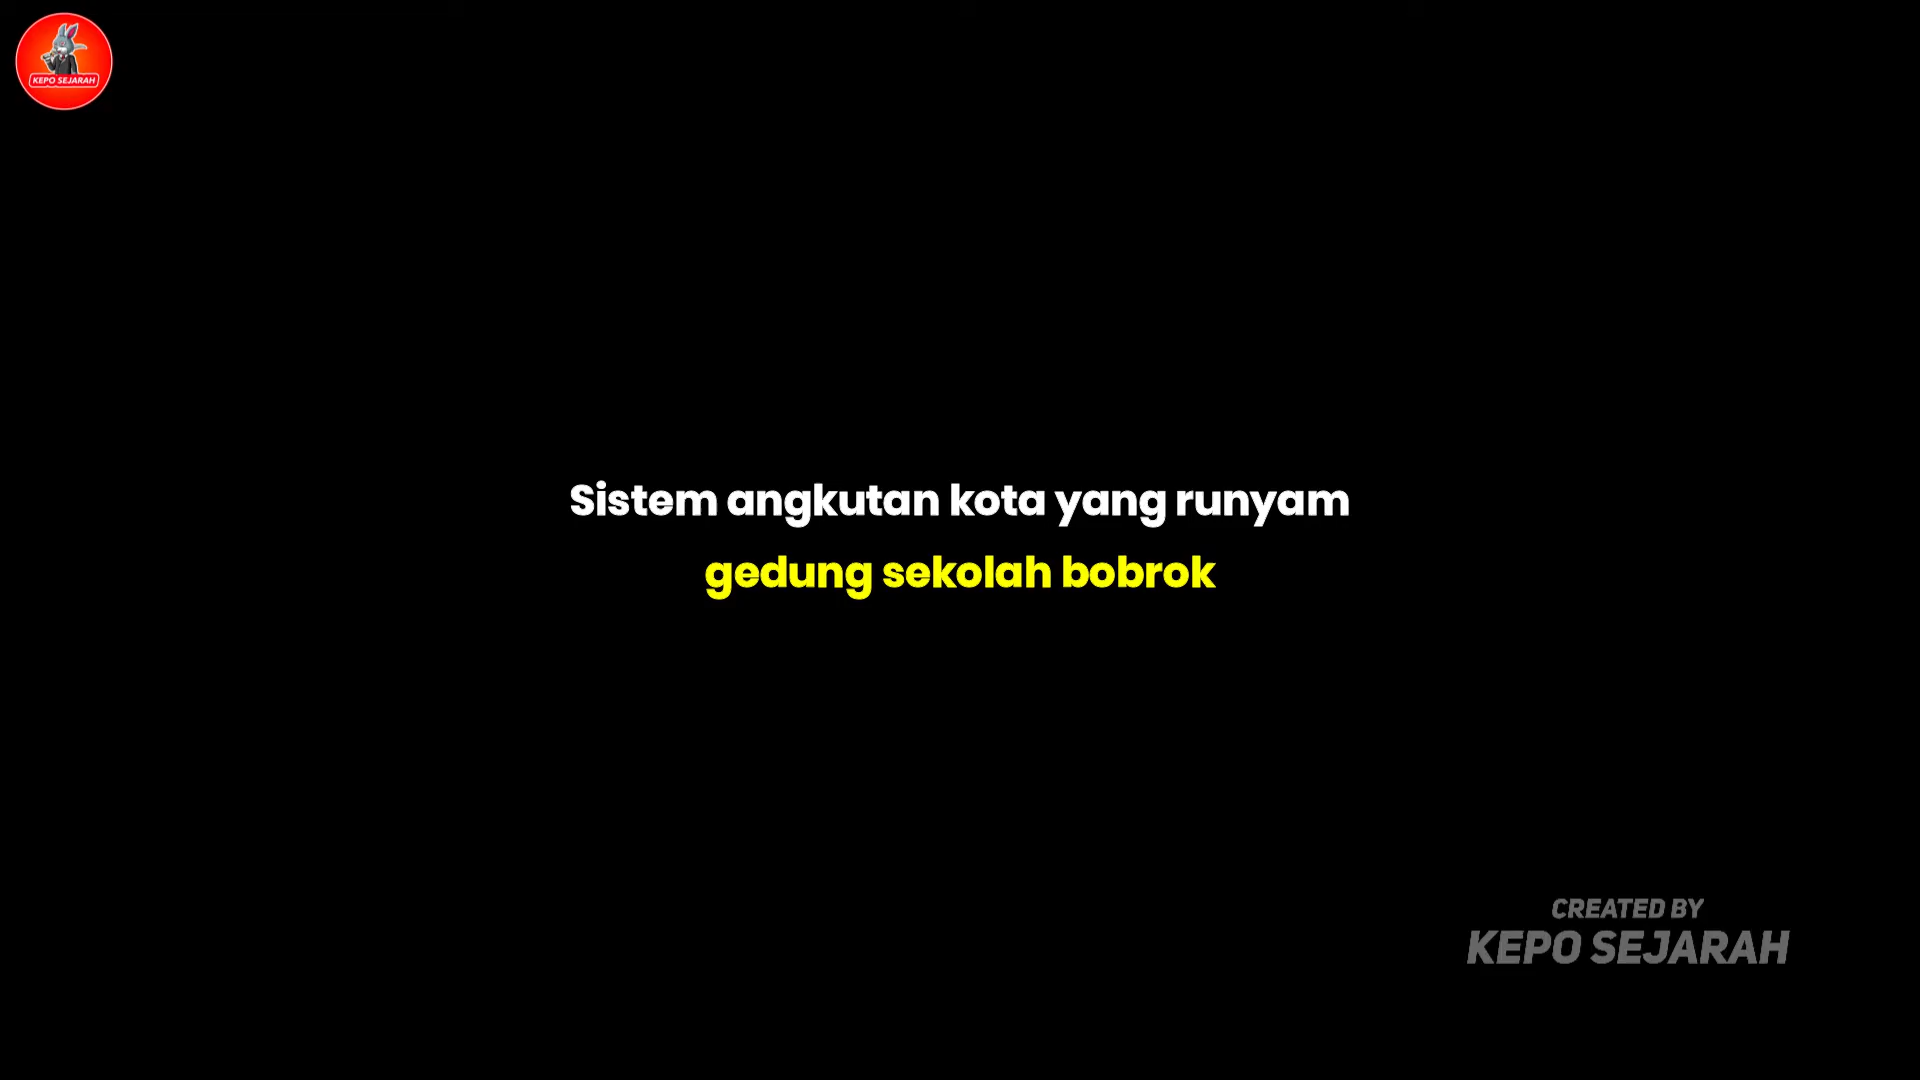 KEPO SEJARAH
Sistem angkutan kota yang runyam
gedung sekolah bobrok
CREATED BY
KEPO SEJARAH